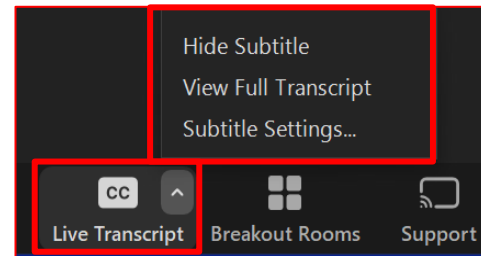 Hide Subtitle
View Full Transcript
Subtitle Settings...
CC
Live Transcript
Breakout Rooms
Support